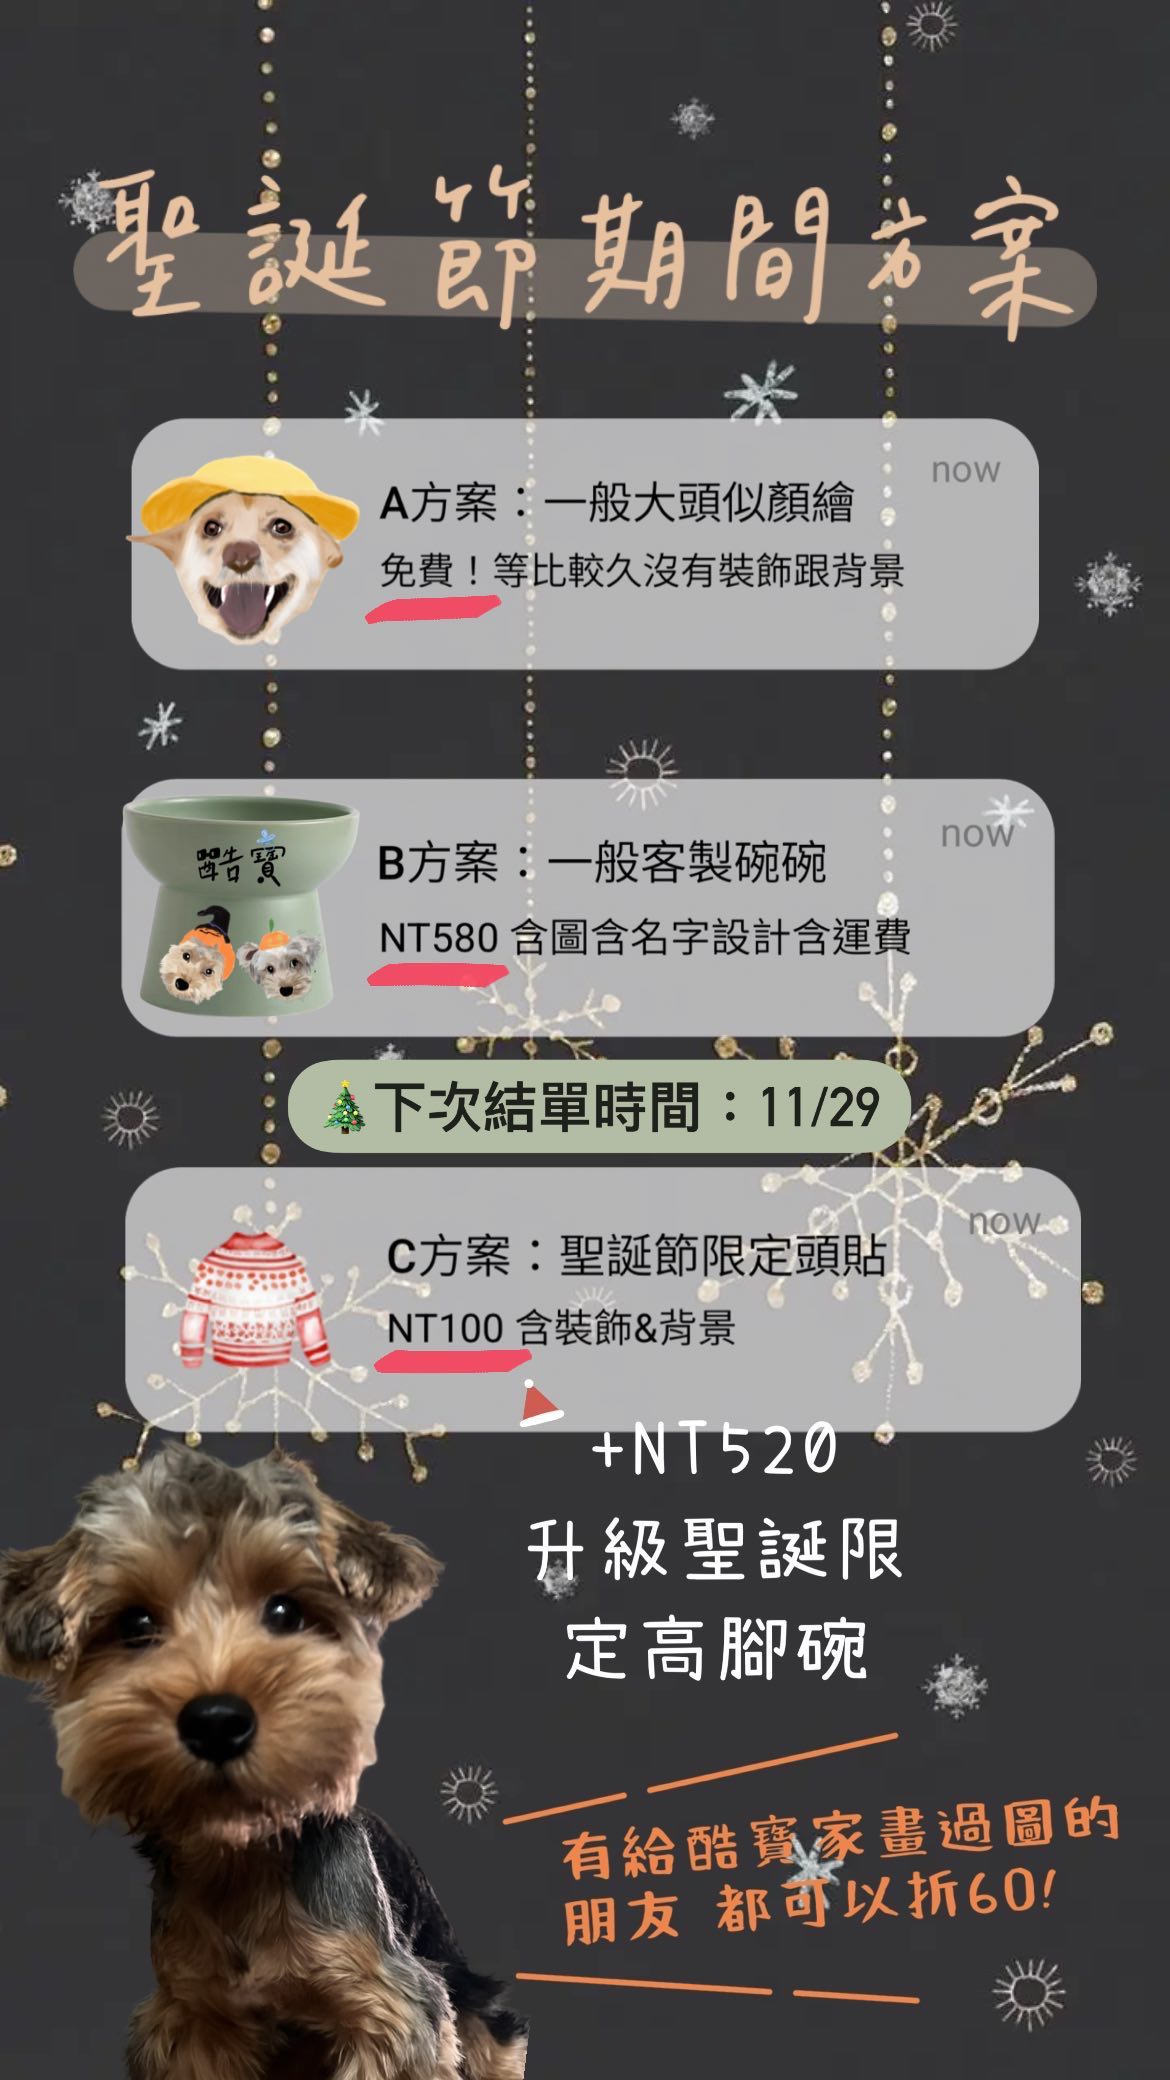 聖誕節期間方案
now
A方案：一般大頭似顏繪
免費！等比較久沒有裝飾跟背景
now
酷寶
B方案：一般客製碗碗
NT580 含圖含名字設計含運費
🎄下次結單時間：11/29
now
C方案：聖誕節限定頭貼
NT100 含裝飾&背景
+NT520
升級聖誕限
定高腳碗
有給酷寶家畫過圖的
朋友 都可以折60!